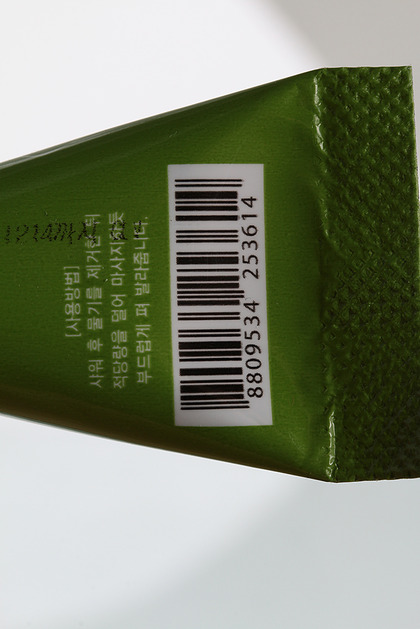 [사용방법]
샤워 후 물기를 제거한 뒤
적당량을 덜어 마사지하듯
부드럽게 펴 발라줍니다.
8809534 253614